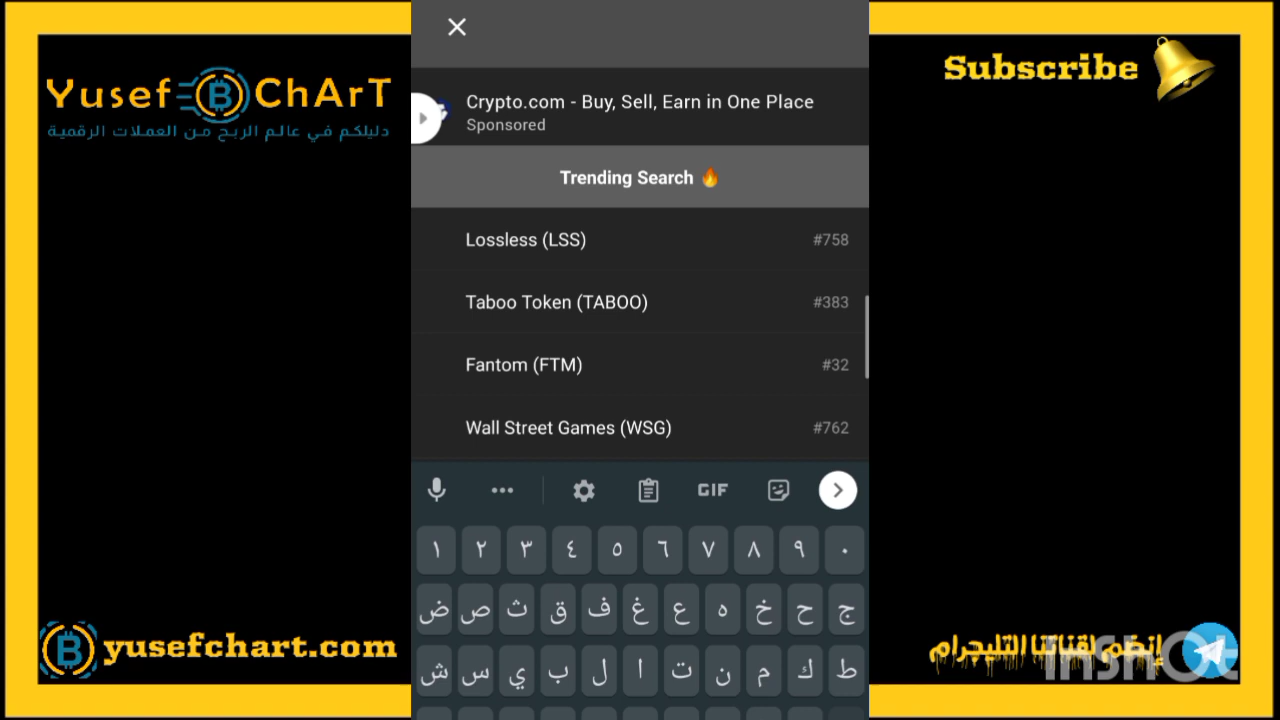 Yusef ChArT
دليلكم في عالم الربح من العملات الرقمية
Subscribe
Crypto.com - Buy, Sell, Earn in One Place
Sponsored
Trending Search 🔥
Lossless (LSS) #758
Taboo Token (TABOO) #383
Fantom (FTM) #32
Wall Street Games (WSG) #762
GIF
١ ٢ ٣ ٤ ٥ ٦ ٧ ٨ ٩ ٠
ض ص ث ق ف غ ع ه خ ح ج
ش س ي ب ل ا ت ن م ك ط
yusefchart.com
إنظم لقناتنا التليجرام
InShOt